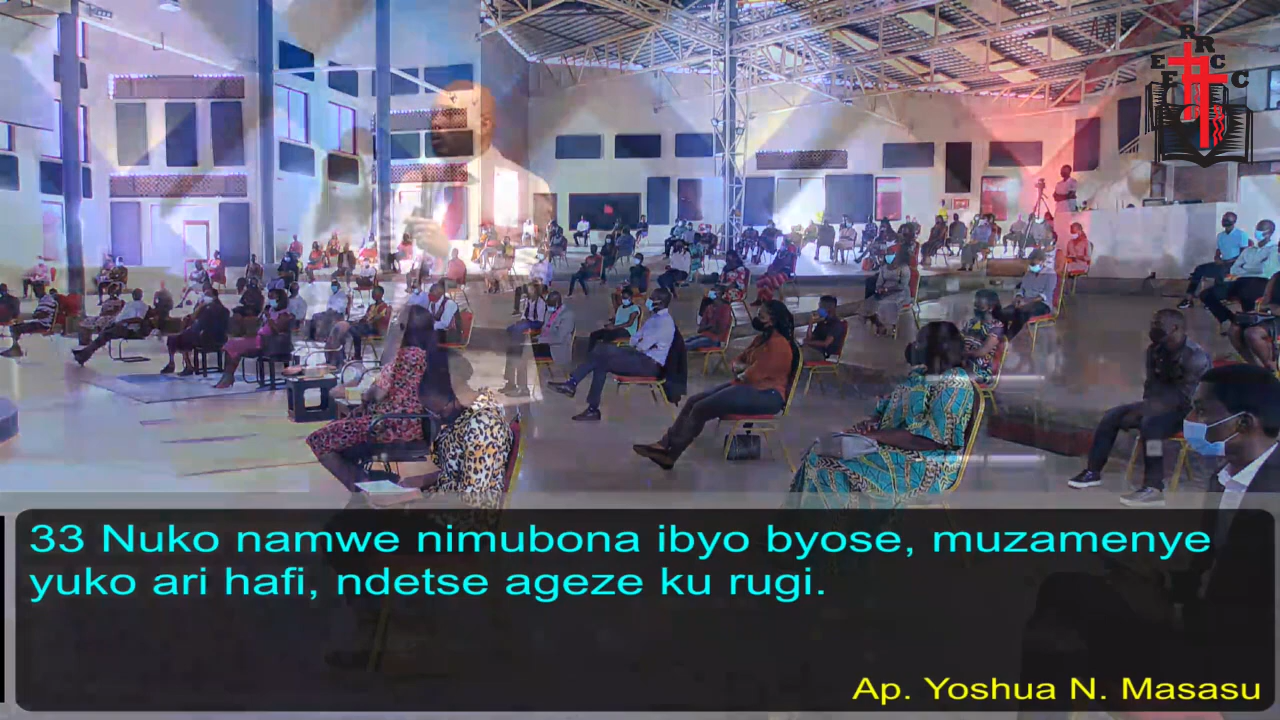 E E R R C C
33 Nuko namwe nimubona ibyo byose, muzamenye
yuko ari hafi, ndetse ageze ku rugi.
Ap. Yoshua N. Masasu